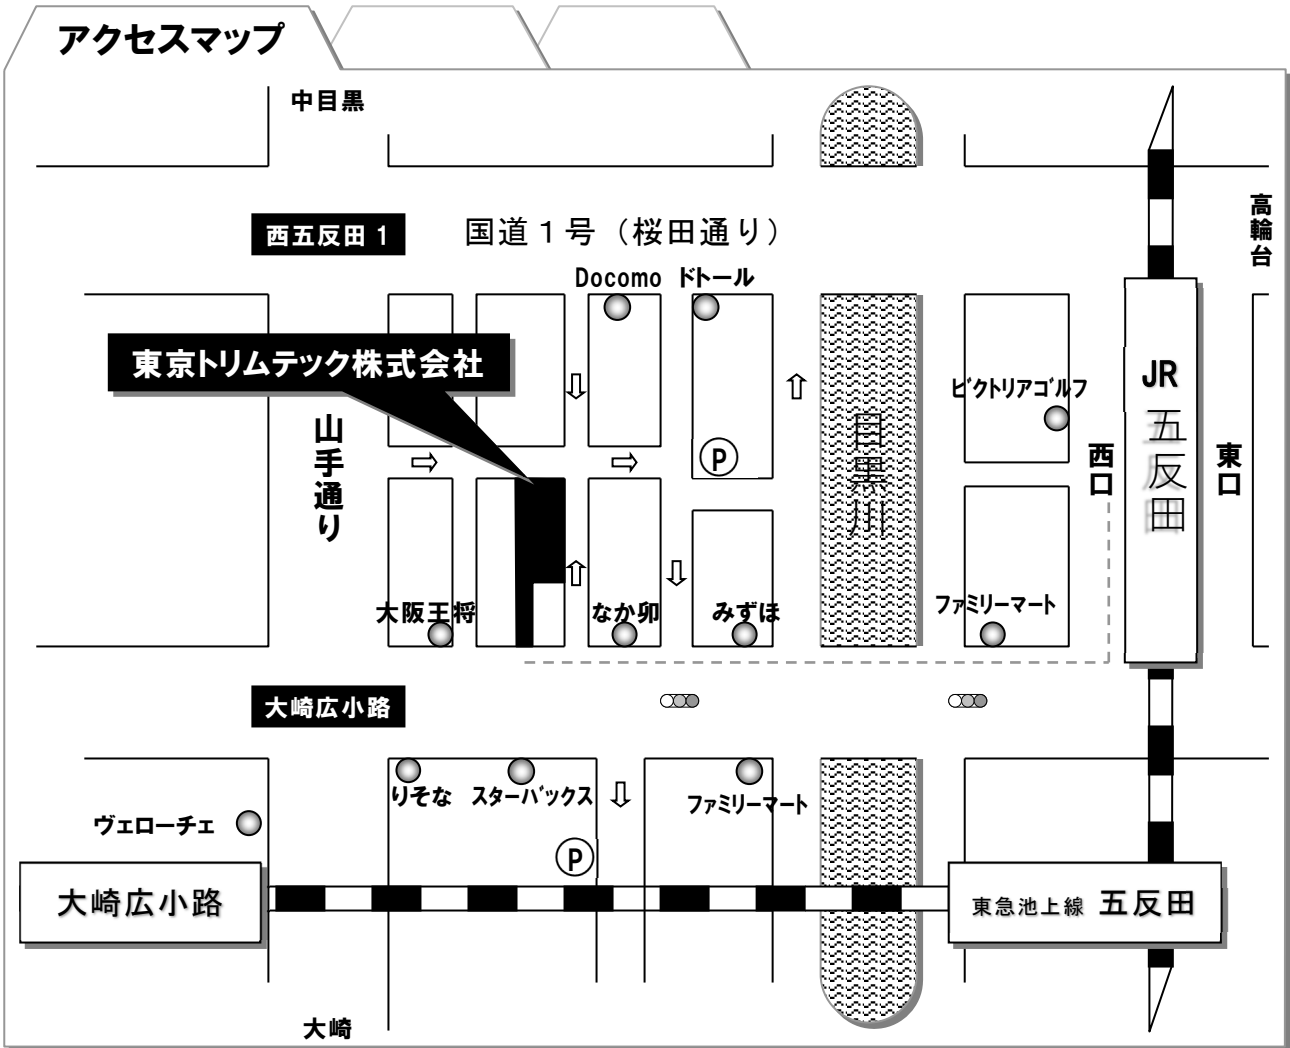 アクセスマップ
中目黒
高輪台
西五反田 1
国道１号（桜田通り）
Docomo
ドトール
東京トリムテック株式会社
JR
五反田
ビクトリアゴルフ
山手通り
目黒川
西口
東口
P
大阪王将
なか卯
みずほ
ファミリーマート
大崎広小路
りそな
スターバックス
ファミリーマート
ヴェローチェ
P
大崎広小路
東急池上線 五反田
大崎